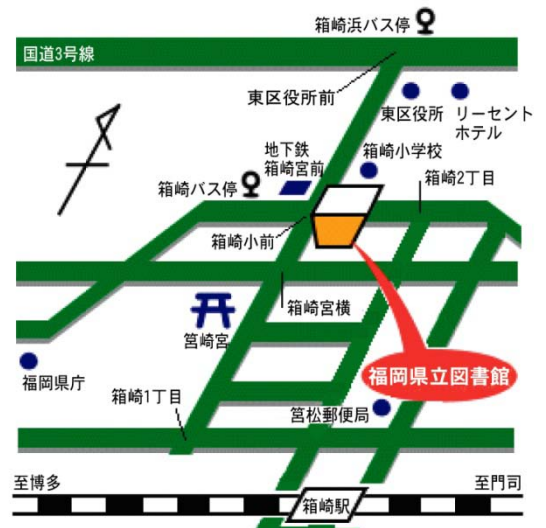 箱崎浜バス停
国道3号線
東区役所前
東区役所
リーセント
ホテル
地下鉄
箱崎宮前
箱崎小学校
箱崎バス停
箱崎2丁目
箱崎小前
箱崎宮横
筥崎宮
福岡県庁
福岡県立図書館
箱崎1丁目
筥松郵便局
至博多
至門司
箱崎駅